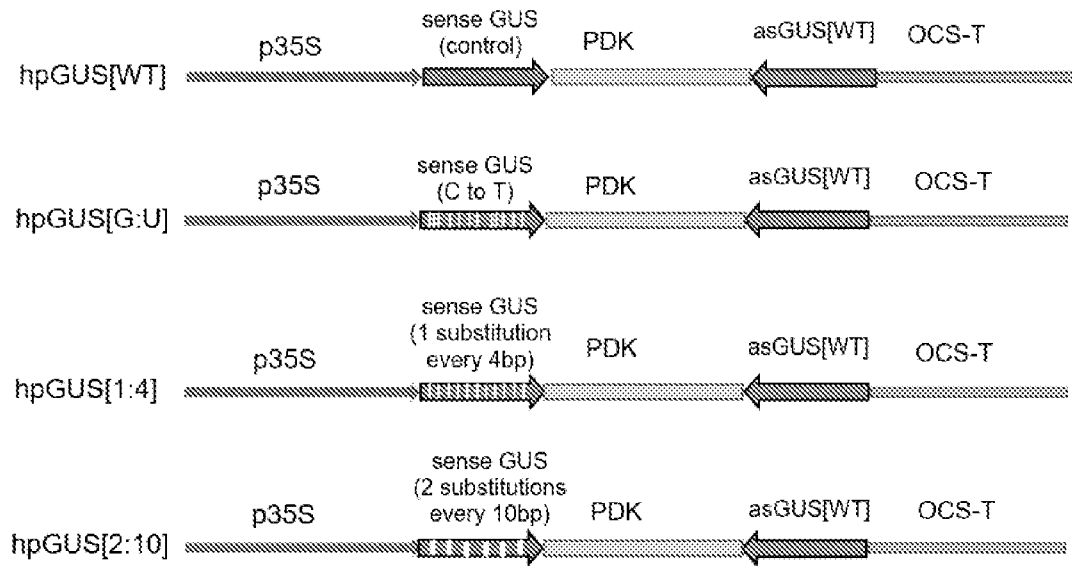 sense GUS
(control)
p35S
PDK
asGUS[WT]
OCS-T
hpGUS[WT]
sense GUS
(C to T)
p35S
PDK
asGUS[WT]
OCS-T
hpGUS[G:U]
sense GUS
(1 substitution
every 4bp)
p35S
PDK
asGUS[WT]
OCS-T
hpGUS[1:4]
sense GUS
(2 substitutions
every 10bp)
p35S
PDK
asGUS[WT]
OCS-T
hpGUS[2:10]